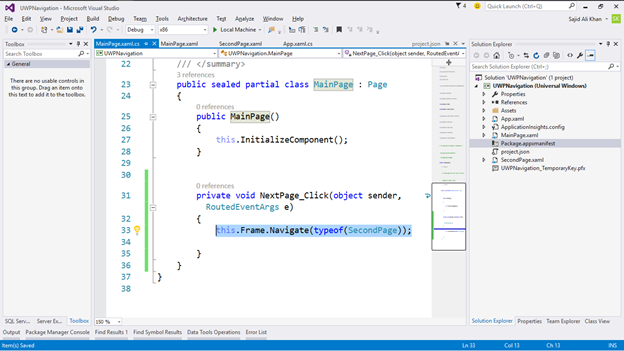 UWPNavigation - Microsoft Visual Studio
4
Quick Launch (Ctrl+Q)
File Edit View Project Build Debug Team Tools Architecture Test Analyze Window Help
Sajid Ali Khan
Debug x86 Local Machine
Toolbox
Search Toolbox
General
There are no usable controls in
this group. Drag an item onto
this text to add it to the toolbox.
MainPage.xaml.cs MainPage.xaml SecondPage.xaml App.xaml.cs project.json
UWPNavigation UWPNavigation.MainPage NextPage_Click(object sender, RoutedEventArgs
22 /// </summary>
3 references
23 public sealed partial class MainPage : Page
24 {
0 references
25 public MainPage()
26 {
27 this.InitializeComponent();
28 }
29
30
0 references
31 private void NextPage_Click(object sender,
RoutedEventArgs e)
32 {
33 this.Frame.Navigate(typeof(SecondPage));
34
35 }
36 }
37 }
38
150 %
Solution Explorer
Search Solution Explorer (Ctrl+;)
Solution 'UWPNavigation' (1 project)
UWPNavigation (Universal Windows)
Properties
References
Assets
App.xaml
ApplicationInsights.config
MainPage.xaml
Package.appxmanifest
project.json
SecondPage.xaml
UWPNavigation_TemporaryKey.pfx
SQL Server... Server Ex... Toolbox
Solution Explorer Properties Team Explorer Class View
Output Package Manager Console Find Results 1 Find Symbol Results Data Tools Operations Error List
Item(s) Saved Ln 33 Col 13 Ch 13 INS